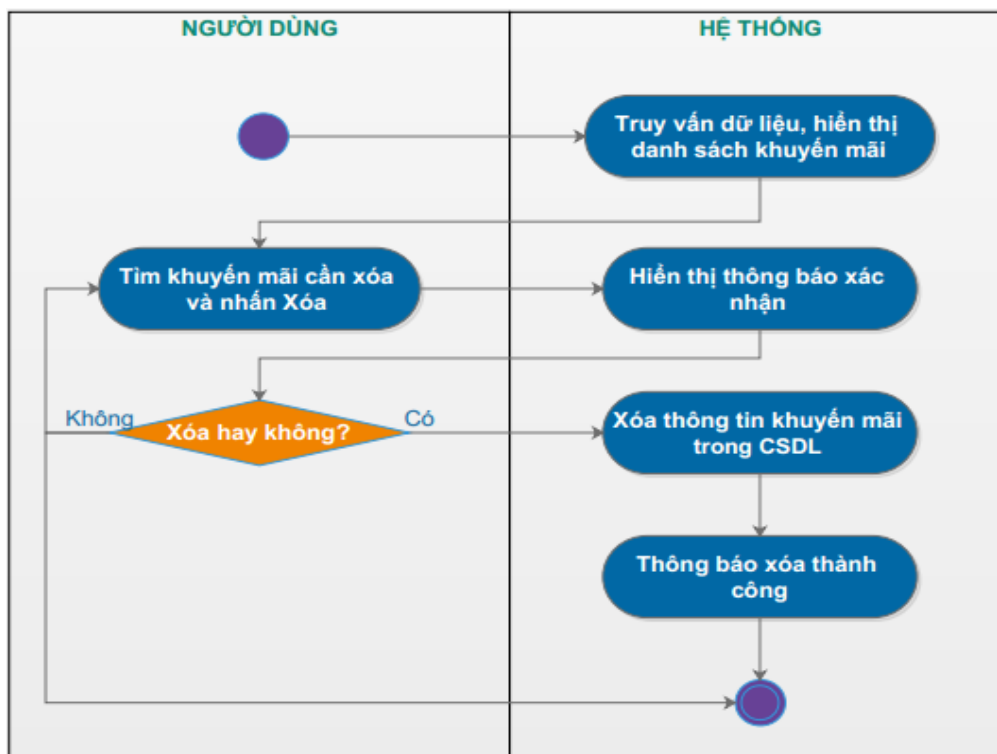 NGƯỜI DÙNG
HỆ THỐNG
Truy vấn dữ liệu, hiển thị
danh sách khuyến mãi
Tìm khuyến mãi cần xóa
và nhấn Xóa
Hiển thị thông báo xác
nhận
Không
Xóa hay không?
Có
Xóa thông tin khuyến mãi
trong CSDL
Thông báo xóa thành
công